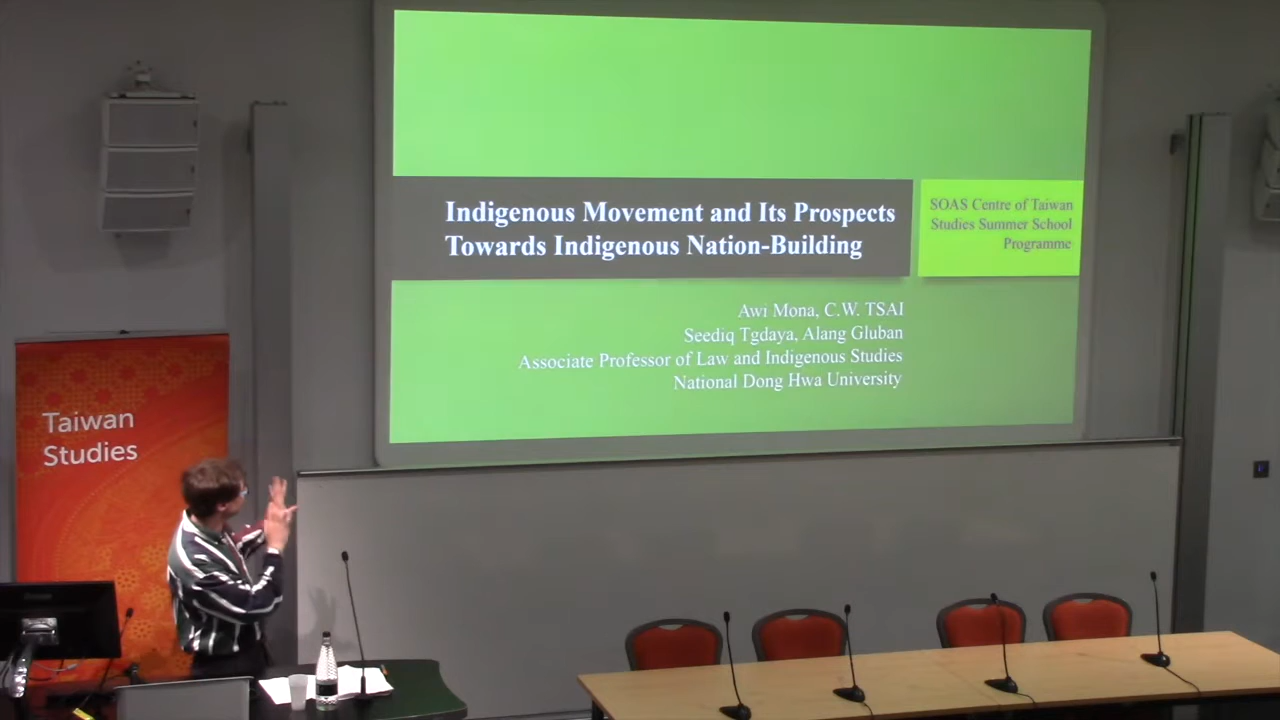 Indigenous Movement and Its Prospects
Towards Indigenous Nation-Building
SOAS Centre of Taiwan
Studies Summer School
Programme
Awi Mona, C.W. TSAI
Seediq Tgdaya, Alang Gluban
Associate Professor of Law and Indigenous Studies
National Dong Hwa University
Taiwan
Studies